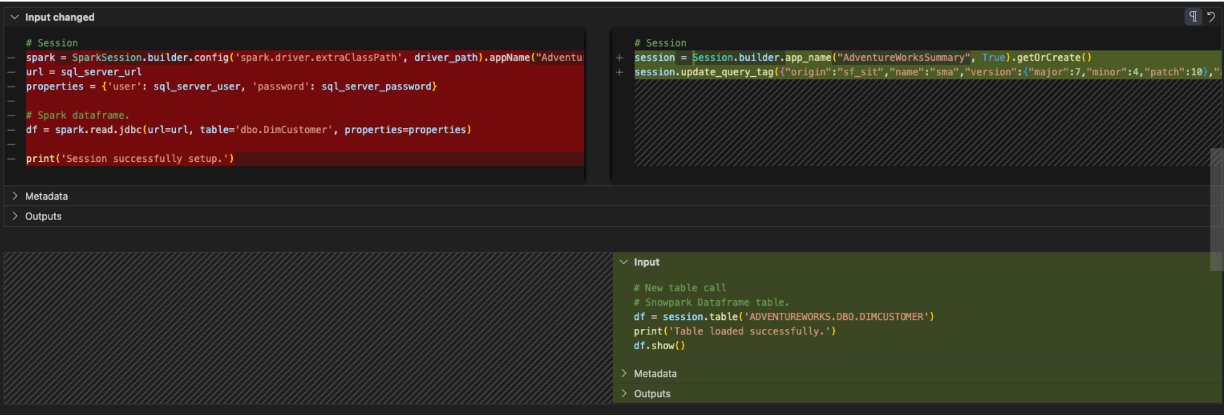 Input changed
# Session
spark = SparkSession.builder.config('spark.driver.extraClassPath', driver_path).appName("Adventu
url = sql_server_url
properties = {'user': sql_server_user, 'password': sql_server_password}
# Spark dataframe.
df = spark.read.jdbc(url=url, table='dbo.DimCustomer', properties=properties)
print('Session successfully setup.')
# Session
session = Session.builder.app_name("AdventureWorksSummary", True).getOrCreate()
session.update_query_tag({"origin":"sf_sit","name":"sma","version":{"major":7,"minor":4,"patch":10},"
Metadata
Outputs
Input
# New table call
# Snowpark Dataframe table.
df = session.table('ADVENTUREWORKS.DBO.DIMCUSTOMER')
print('Table loaded successfully.')
df.show()
Metadata
Outputs